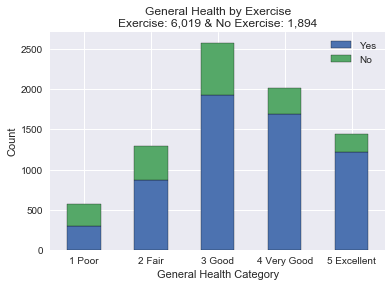 General Health by Exercise
Exercise: 6,019 & No Exercise: 1,894
Yes
No
2500
2000
1500
1000
500
0
Count
1 Poor
2 Fair
3 Good
4 Very Good
5 Excellent
General Health Category